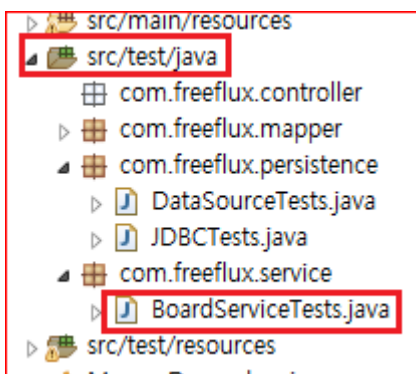 src/main/resources
src/test/java
com.freeflux.controller
com.freeflux.mapper
com.freeflux.persistence
DataSourceTests.java
JDBCTests.java
com.freeflux.service
BoardServiceTests.java
src/test/resources